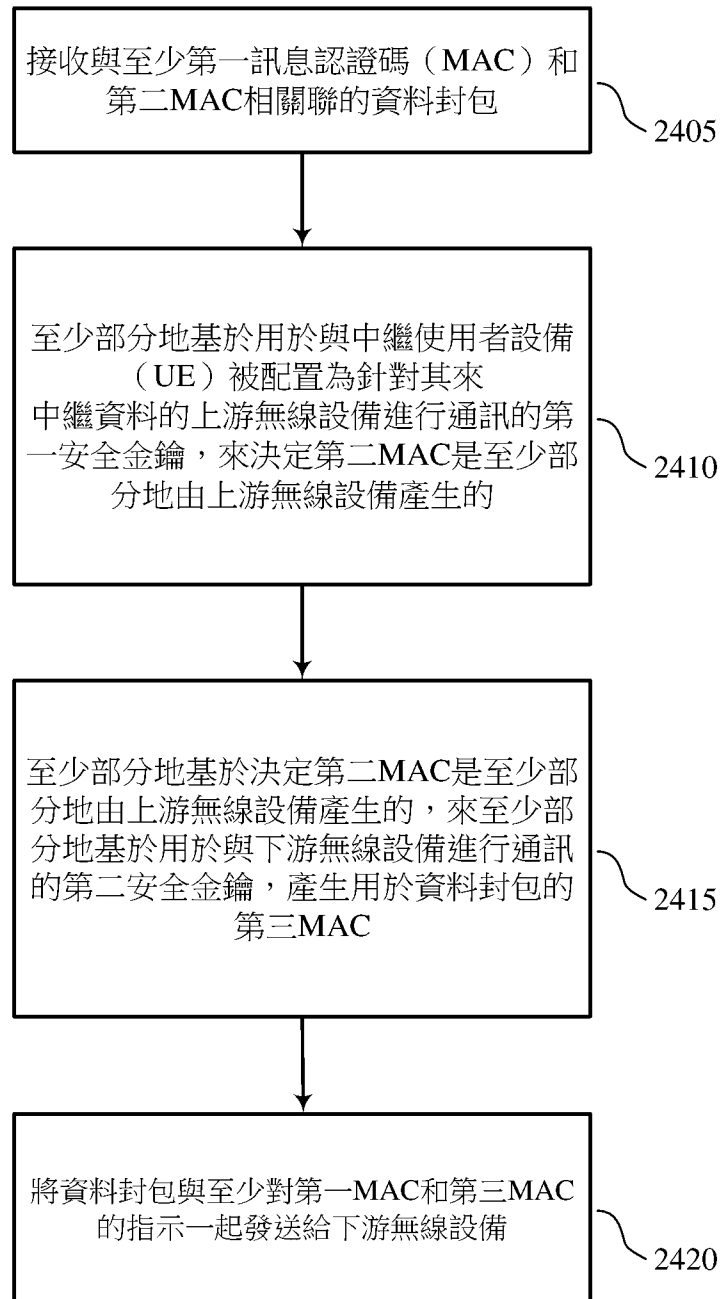 接收與至少第一訊息認證碼（MAC）和
第二MAC相關聯的資料封包
2405
至少部分地基於用於與中繼使用者設備
（UE）被配置為針對其來
中繼資料的上游無線設備進行通訊的第
一安全金鑰，來決定第二MAC是至少部
分地由上游無線設備產生的
2410
至少部分地基於決定第二MAC是至少部
分地由上游無線設備產生的，來至少部
分地基於用於與下游無線設備進行通訊
的第二安全金鑰，產生用於資料封包的
第三MAC
2415
將資料封包與至少對第一MAC和第三MAC
的指示一起發送給下游無線設備
2420